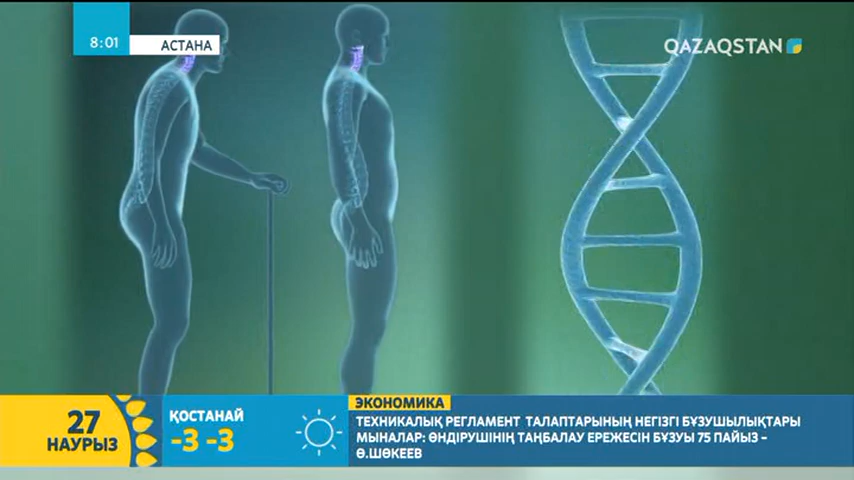 8:01
АСТАНА
QAZAQSTAN
27
НАУРЫЗ
ҚОСТАНАЙ
-3 -3
ЭКОНОМИКА
ТЕХНИКАЛЫҚ РЕГЛАМЕНТ ТАЛАПТАРЫНЫҢ НЕГІЗГІ БҰЗУШЫЛЫҚТАРЫ
МЫНАЛАР: ӨНДІРУШІНІҢ ТАҢБАЛАУ ЕРЕЖЕСІН БҰЗУЫ 75 ПАЙЫЗ –
Ө.ШӨКЕЕВ